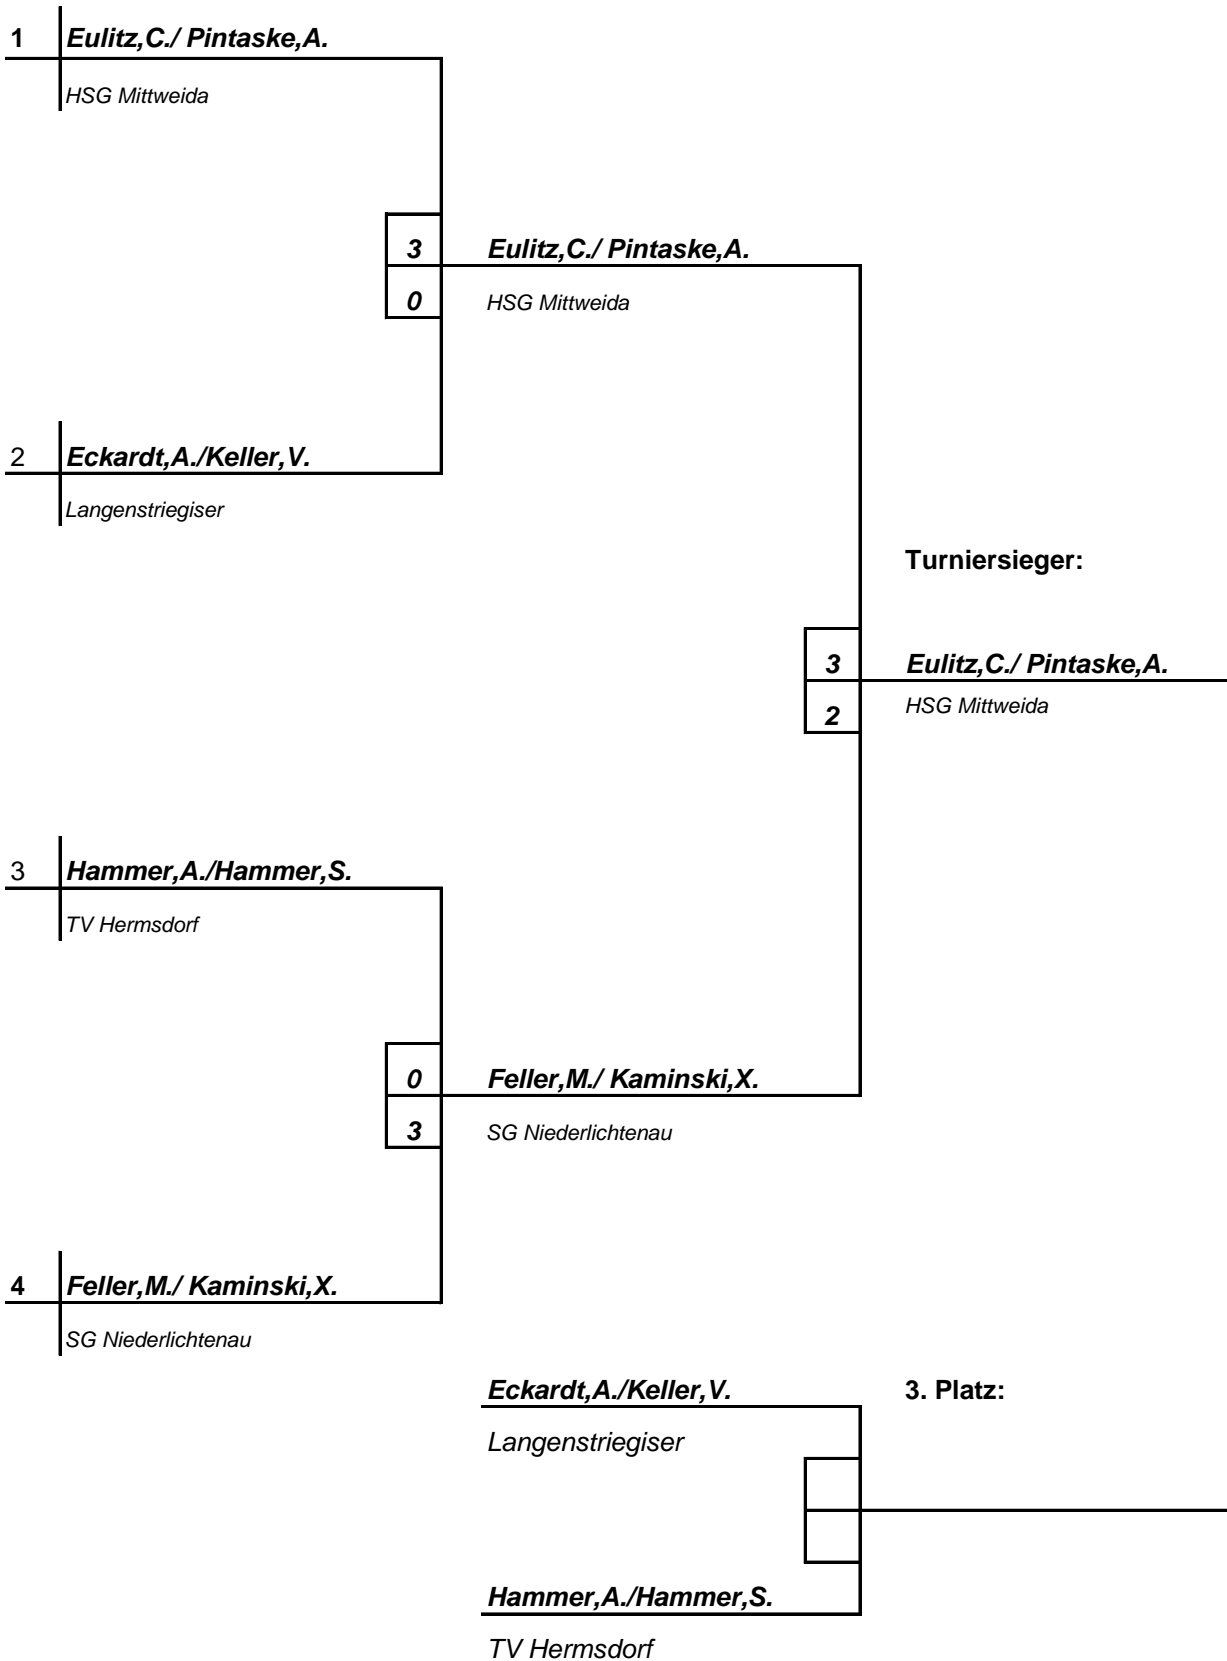 1 Eulitz,C./ Pintaske,A.
HSG Mittweida
3 Eulitz,C./ Pintaske,A.
0 HSG Mittweida
2 Eckardt,A./Keller,V.
Langenstriegiser
Turniersieger:
3 Eulitz,C./ Pintaske,A.
2 HSG Mittweida
3 Hammer,A./Hammer,S.
TV Hermsdorf
0 Feller,M./ Kaminski,X.
3 SG Niederlichtenau
4 Feller,M./ Kaminski,X.
SG Niederlichtenau
Eckardt,A./Keller,V. 3. Platz:
Langenstriegiser
Hammer,A./Hammer,S.
TV Hermsdorf